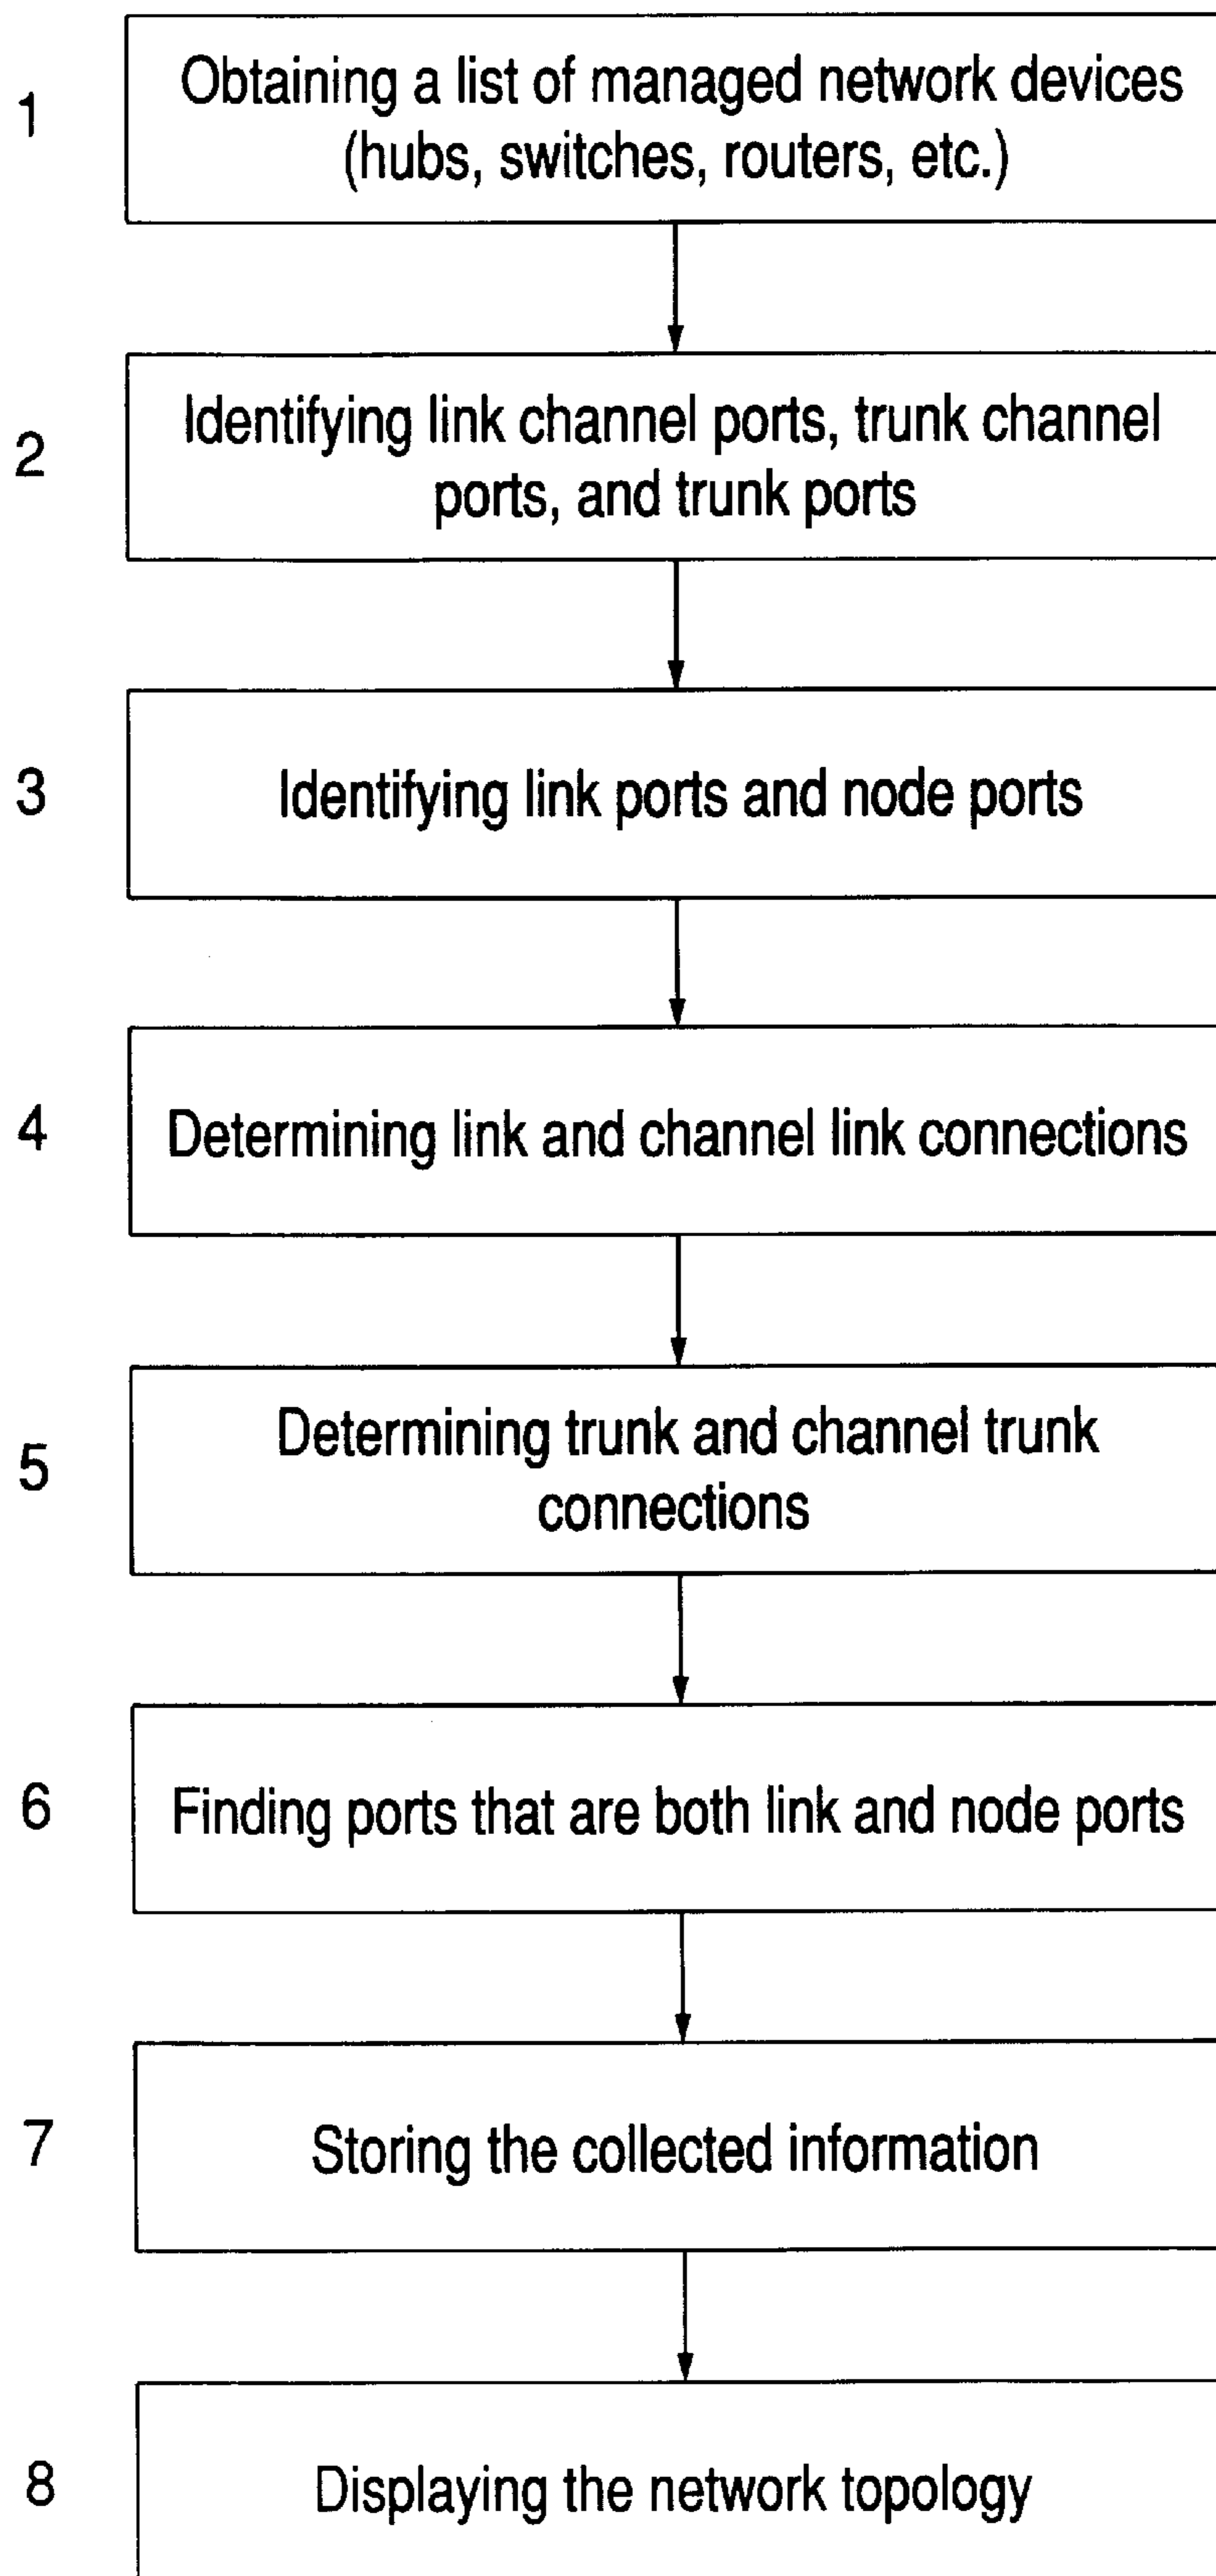 1
Obtaining a list of managed network devices
(hubs, switches, routers, etc.)
2
Identifying link channel ports, trunk channel
ports, and trunk ports
3
Identifying link ports and node ports
4
Determining link and channel link connections
5
Determining trunk and channel trunk
connections
6
Finding ports that are both link and node ports
7
Storing the collected information
8
Displaying the network topology